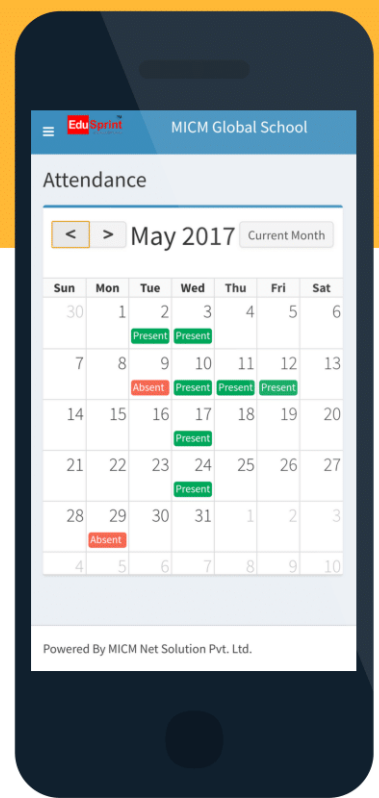 ≡ EduSprint™ MICM Global School
Attendance
< > May 2017 Current Month
Sun Mon Tue Wed Thu Fri Sat
30 1 2 3 4 5 6
Present Present
7 8 9 10 11 12 13
Absent Present Present Present
14 15 16 17 18 19 20
Present
21 22 23 24 25 26 27
Present
28 29 30 31 1 2 3
Absent
4 5 6 7 8 9 10
Powered By MICM Net Solution Pvt. Ltd.